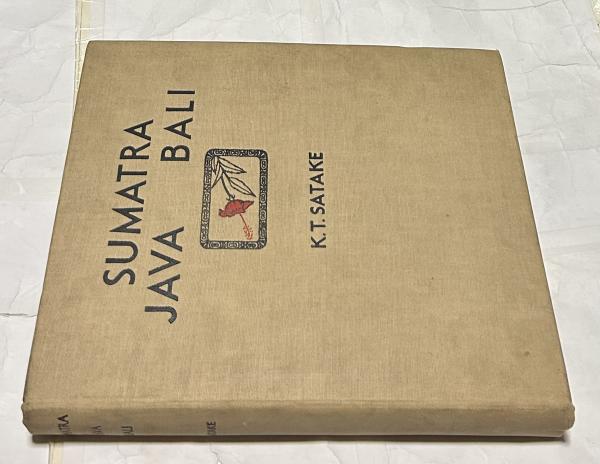 SUMATRA
JAVA BALI
K.T. SATAKE